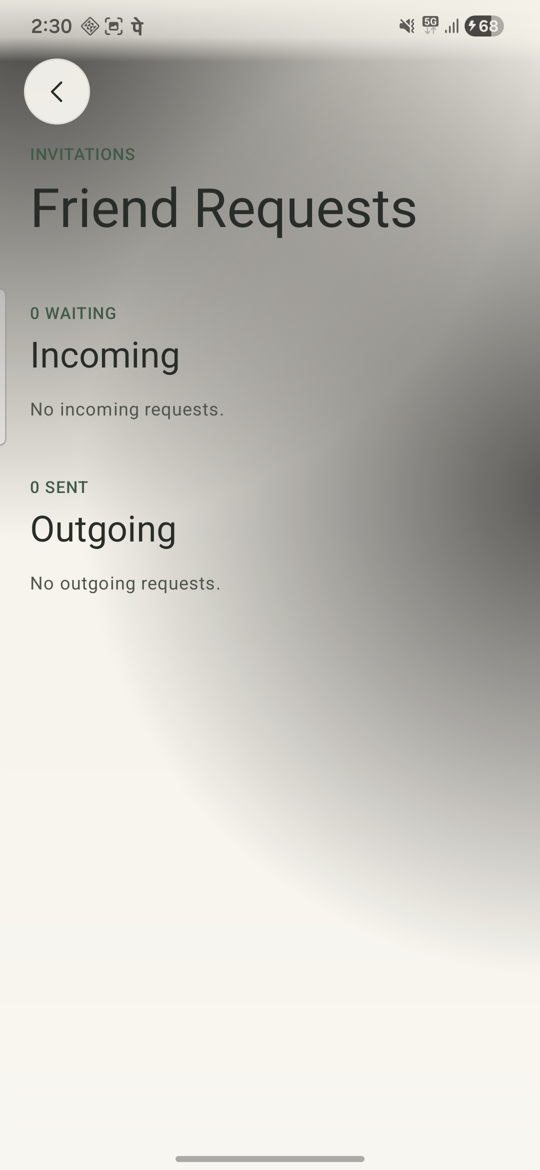 2:30 पे 5G 68
INVITATIONS
Friend Requests
0 WAITING
Incoming
No incoming requests.
0 SENT
Outgoing
No outgoing requests.